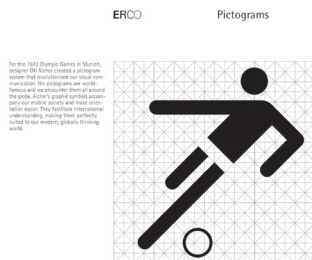 ERCO
Pictograms
For the 1972 Olympic Games in Munich,
designer Otl Aicher created a pictogram
system that revolutionised our visual com-
munication. His pictograms are world-
famous and we encounter them all around
the globe. Aicher's graphic symbols accom-
pany our mobile society and make orien-
tation easier. They facilitate international
understanding, making them perfectly
suited to our modern, globally thinking
world.